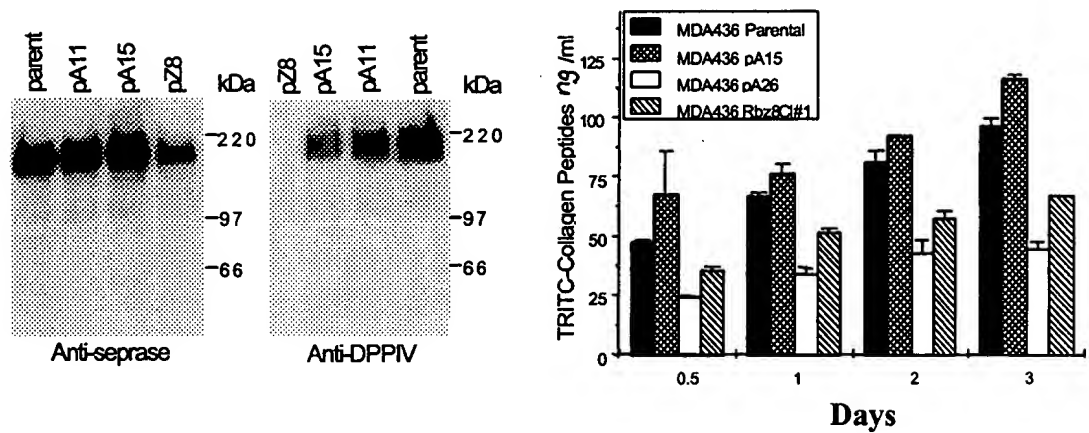 parent
pA11
pA15
pZ8
kDa
220
97
66
Anti-seprase
pZ8
pA15
pA11
parent
kDa
220
97
66
Anti-DPPIV
MDA436 Parental
MDA436 pA15
MDA436 pA26
MDA436 Rbz8Cl#1
TRITC-Collagen Peptides ng /ml
125
100
75
50
25
0
0.5 1 2 3
Days